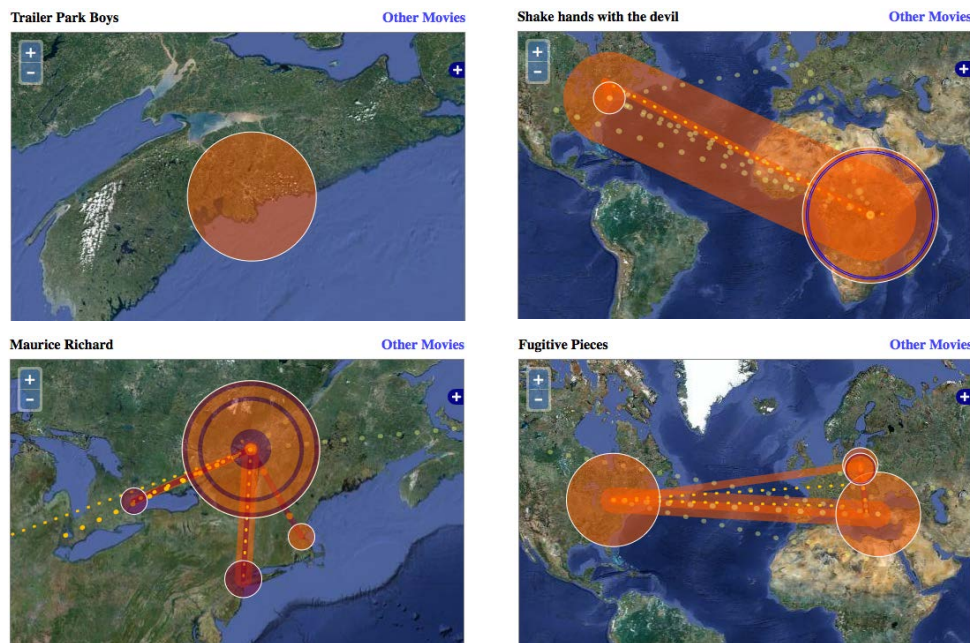 Trailer Park Boys
Other Movies
+
−
+
Shake hands with the devil
Other Movies
+
−
+
Maurice Richard
Other Movies
+
−
+
Fugitive Pieces
Other Movies
+
−
+